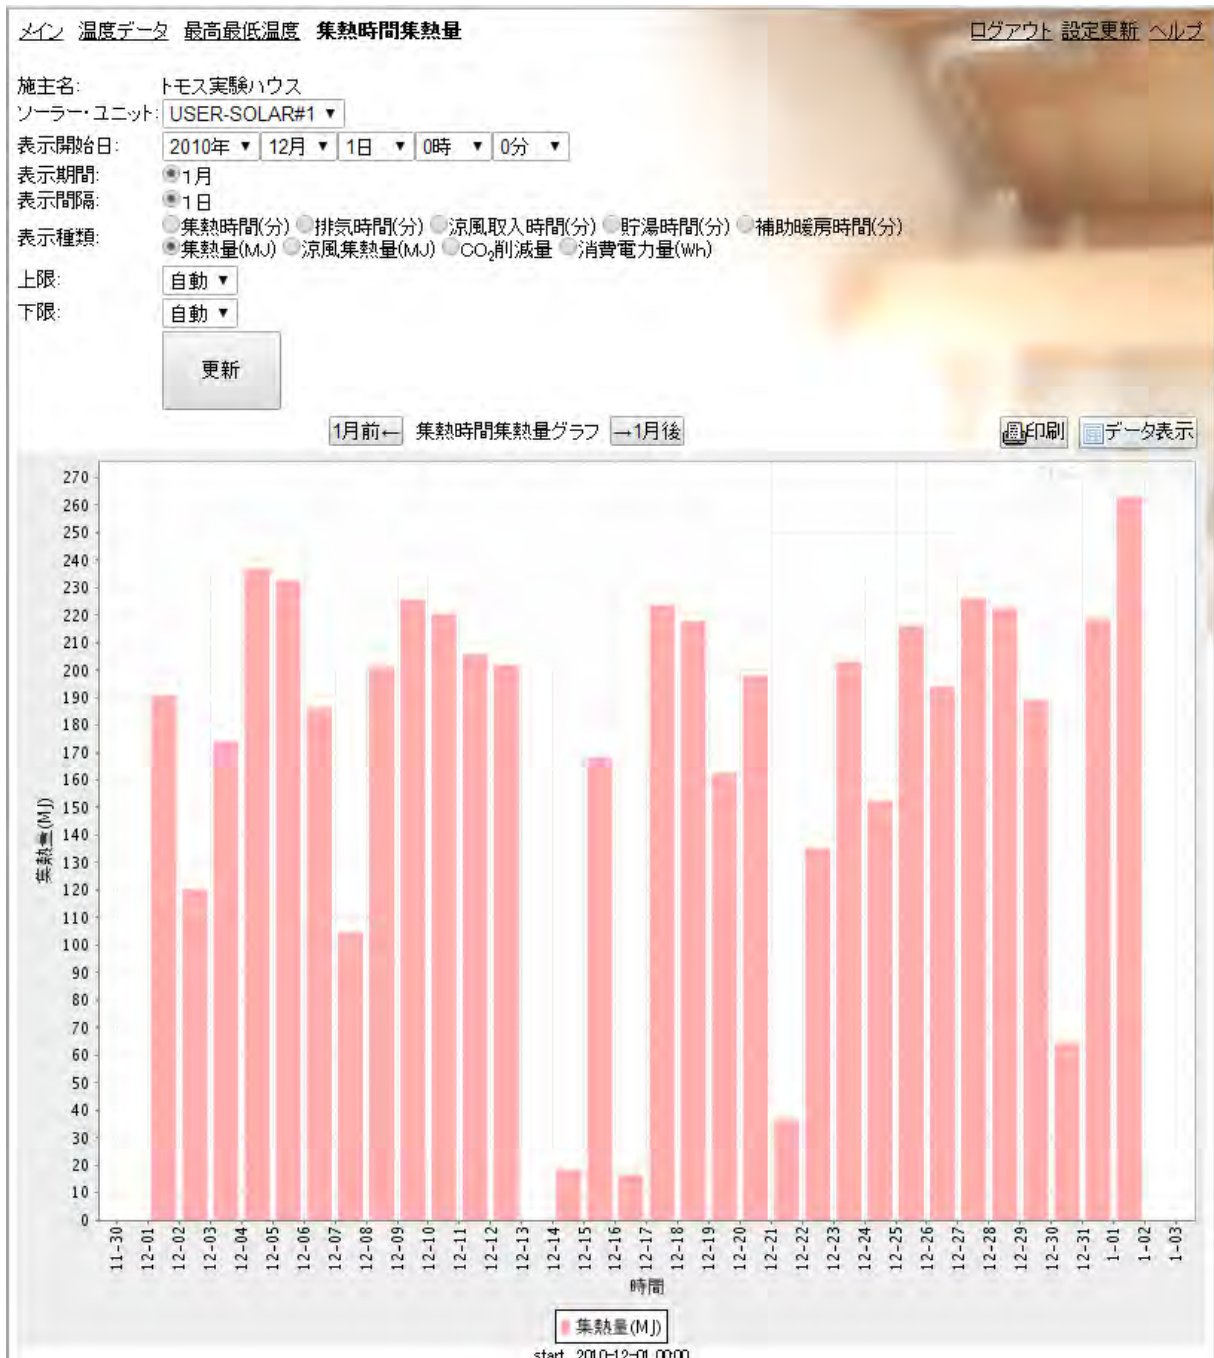 メイン 温度データ 最高最低温度 集熱時間集熱量 ログアウト 設定更新 ヘルプ
施主名: トモス実験ハウス
ソーラー・ユニット: USER-SOLAR#1
表示開始日: 2010年 12月 1日 0時 0分
表示期間: 1月
表示間隔: 1日
表示種類: 集熱時間(分) 排気時間(分) 涼風取入時間(分) 貯湯時間(分) 補助暖房時間(分)
集熱量(MJ) 涼風集熱量(MJ) CO₂削減量 消費電力量(Wh)
上限: 自動
下限: 自動
更新
1月前← 集熱時間集熱量グラフ →1月後 印刷 データ表示
270
260
250
240
230
220
210
200
190
180
170
160
150
140
130
120
110
100
90
80
70
60
50
40
30
20
10
0
集熱量(MJ)
11-30 12-01 12-02 12-03 12-04 12-05 12-06 12-07 12-08 12-09 12-10 12-11 12-12 12-13 12-14 12-15 12-16 12-17 12-18 12-19 12-20 12-21 12-22 12-23 12-24 12-25 12-26 12-27 12-28 12-29 12-30 12-31 1-01 1-02 1-03
時間
集熱量(MJ)
start 2010-12-01 00:00